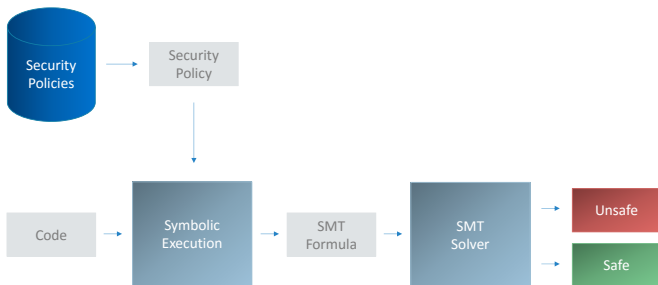 Security
Policies
Security
Policy
Code
Symbolic
Execution
SMT
Formula
SMT
Solver
Unsafe
Safe